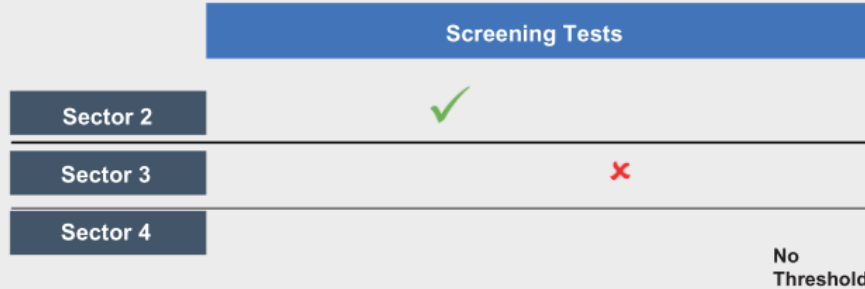 Screening Tests
Sector 2
Sector 3
Sector 4
No
Threshold